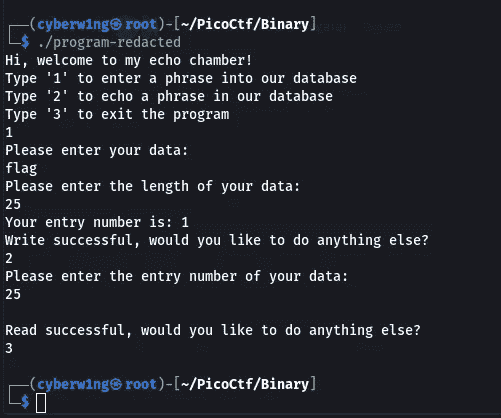 ┌──(cyberw1ng㉿root)-[~/PicoCtf/Binary]
└─$ ./program-redacted
Hi, welcome to my echo chamber!
Type '1' to enter a phrase into our database
Type '2' to echo a phrase in our database
Type '3' to exit the program
1
Please enter your data:
flag
Please enter the length of your data:
25
Your entry number is: 1
Write successful, would you like to do anything else?
2
Please enter the entry number of your data:
25
Read successful, would you like to do anything else?
3
┌──(cyberw1ng㉿root)-[~/PicoCtf/Binary]
└─$